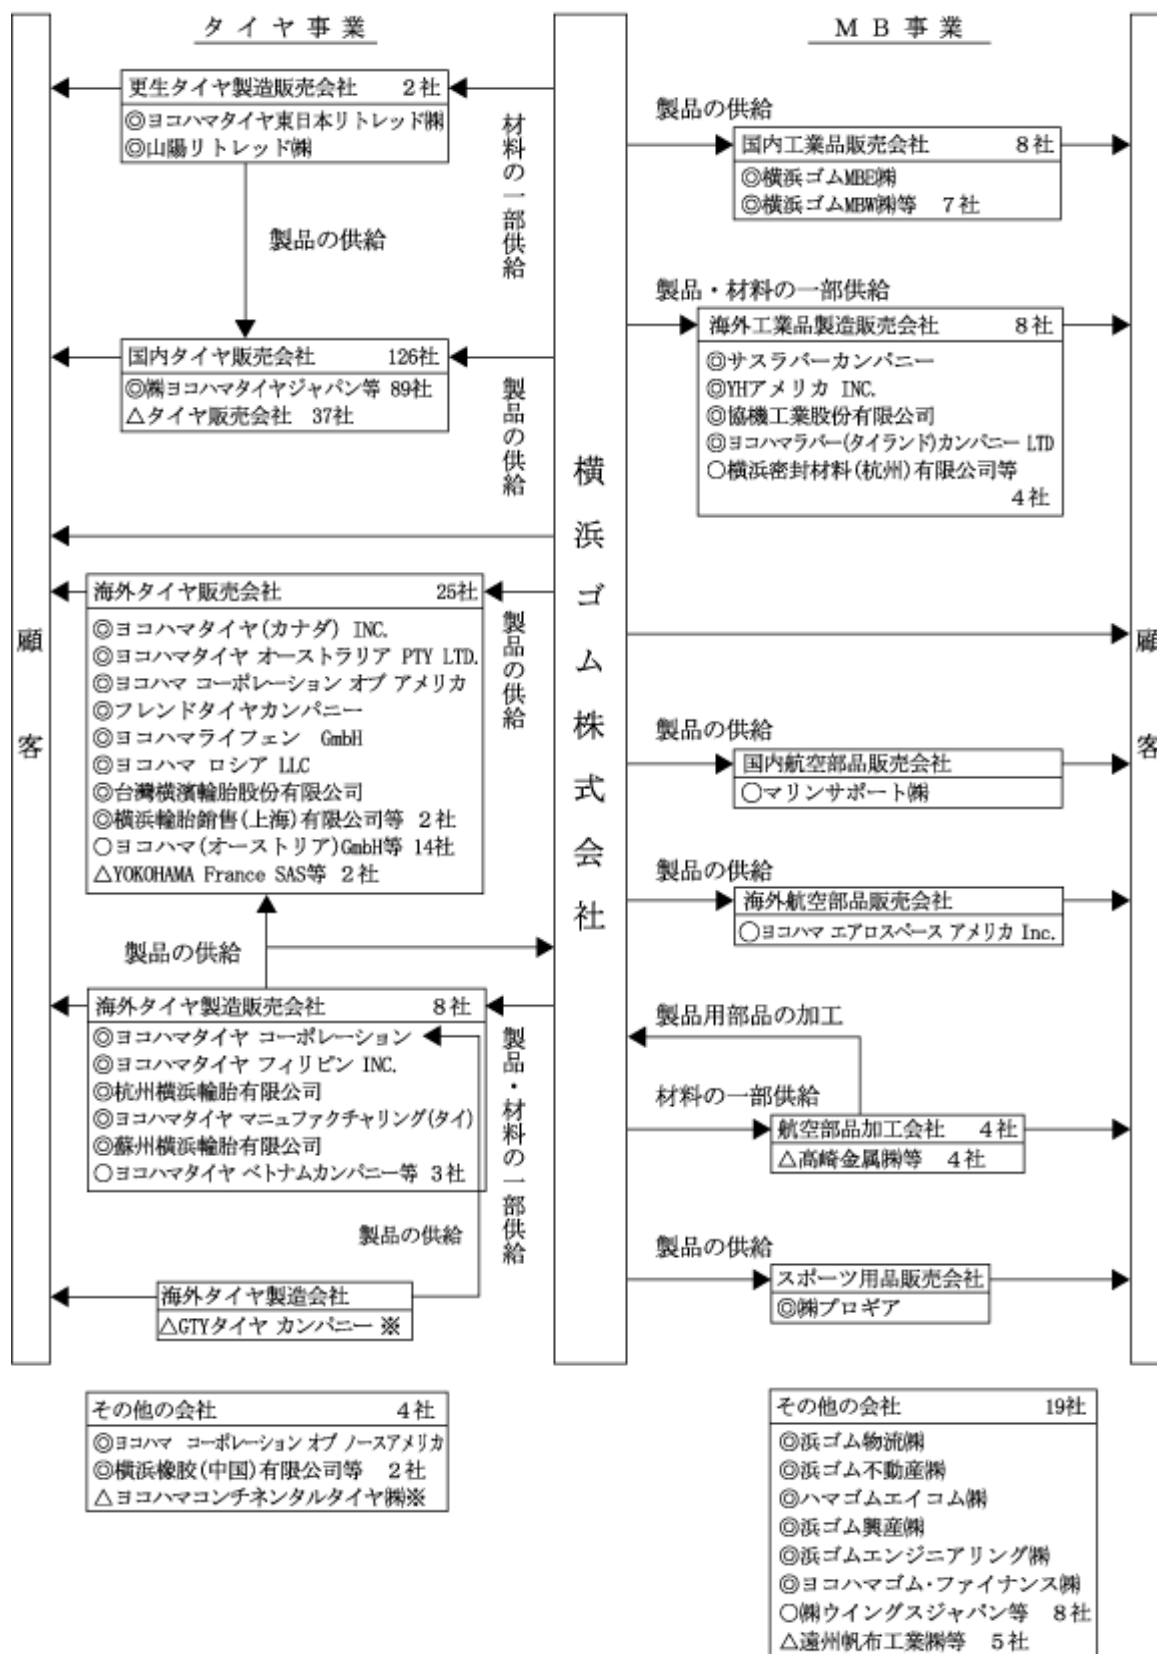 タイヤ事業
更生タイヤ製造販売会社 2社
◎ヨコハマタイヤ東日本リトレッド㈱
◎山陽リトレッド㈱
材料の一部供給
製品の供給
国内タイヤ販売会社 126社
◎㈱ヨコハマタイヤジャパン等 89社
△タイヤ販売会社 37社
製品の供給
海外タイヤ販売会社 25社
◎ヨコハマタイヤ(カナダ) INC.
◎ヨコハマタイヤ オーストラリア PTY LTD.
◎ヨコハマ コーポレーション オブ アメリカ
◎フレンドタイヤカンパニー
◎ヨコハマライフェン GmbH
◎ヨコハマ ロシア LLC
◎台灣横濱輪胎股份有限公司
◎横浜輪胎銷售(上海)有限公司等 2社
○ヨコハマ(オーストリア)GmbH等 14社
△YOKOHAMA France SAS等 2社
製品の供給
製品の供給
海外タイヤ製造販売会社 8社
◎ヨコハマタイヤ コーポレーション
◎ヨコハマタイヤ フィリピン INC.
◎杭州横浜輪胎有限公司
◎ヨコハマタイヤ マニュファクチャリング(タイ)
◎蘇州横浜輪胎有限公司
○ヨコハマタイヤ ベトナムカンパニー等 3社
製品・材料の一部供給
製品の供給
海外タイヤ製造会社
△GTYタイヤ カンパニー ※
その他の会社 4社
◎ヨコハマ コーポレーション オブ ノースアメリカ
◎横浜橡胶(中国)有限公司等 2社
△ヨコハマコンチネンタルタイヤ㈱※
顧客
横浜ゴム株式会社
MB事業
製品の供給
国内工業品販売会社 8社
◎横浜ゴムMBE㈱
◎横浜ゴムMBW㈱等 7社
製品・材料の一部供給
海外工業品製造販売会社 8社
◎サスラバーカンパニー
◎YHアメリカ INC.
◎協機工業股份有限公司
◎ヨコハマラバー(タイランド)カンパニー LTD
○横浜密封材料(杭州)有限公司等
4社
製品の供給
国内航空部品販売会社
○マリンサポート㈱
製品の供給
海外航空部品販売会社
○ヨコハマ エアロスペース アメリカ Inc.
製品用部品の加工
材料の一部供給
航空部品加工会社 4社
△高崎金属㈱等 4社
製品の供給
スポーツ用品販売会社
◎㈱プロギア
その他の会社 19社
◎浜ゴム物流㈱
◎浜ゴム不動産㈱
◎ハマゴムエイコム㈱
◎浜ゴム興産㈱
◎浜ゴムエンジニアリング㈱
◎ヨコハマゴム・ファイナンス㈱
○㈱ウイングスジャパン等 8社
△遠州帆布工業㈱等 5社
顧客